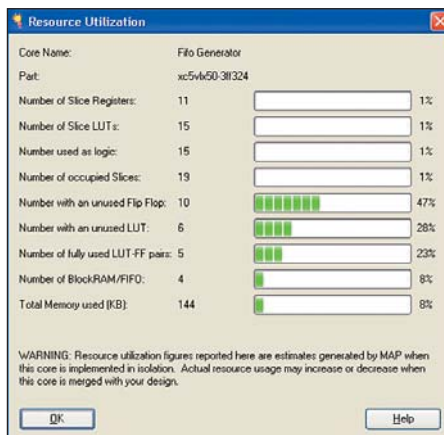 Resource Utilization
Core Name: Fifo Generator
Part: xc5vlx50-3ff324
Number of Slice Registers: 11 1%
Number of Slice LUTs: 15 1%
Number used as logic: 15 1%
Number of occupied Slices: 19 1%
Number with an unused Flip Flop: 10 47%
Number with an unused LUT: 6 28%
Number of fully used LUT-FF pairs: 5 23%
Number of BlockRAM/FIFO: 4 8%
Total Memory used (KB): 144 8%
WARNING: Resource utilization figures reported here are estimates generated by MAP when
this core is implemented in isolation. Actual resource usage may increase or decrease when
this core is merged with your design.
OK Help